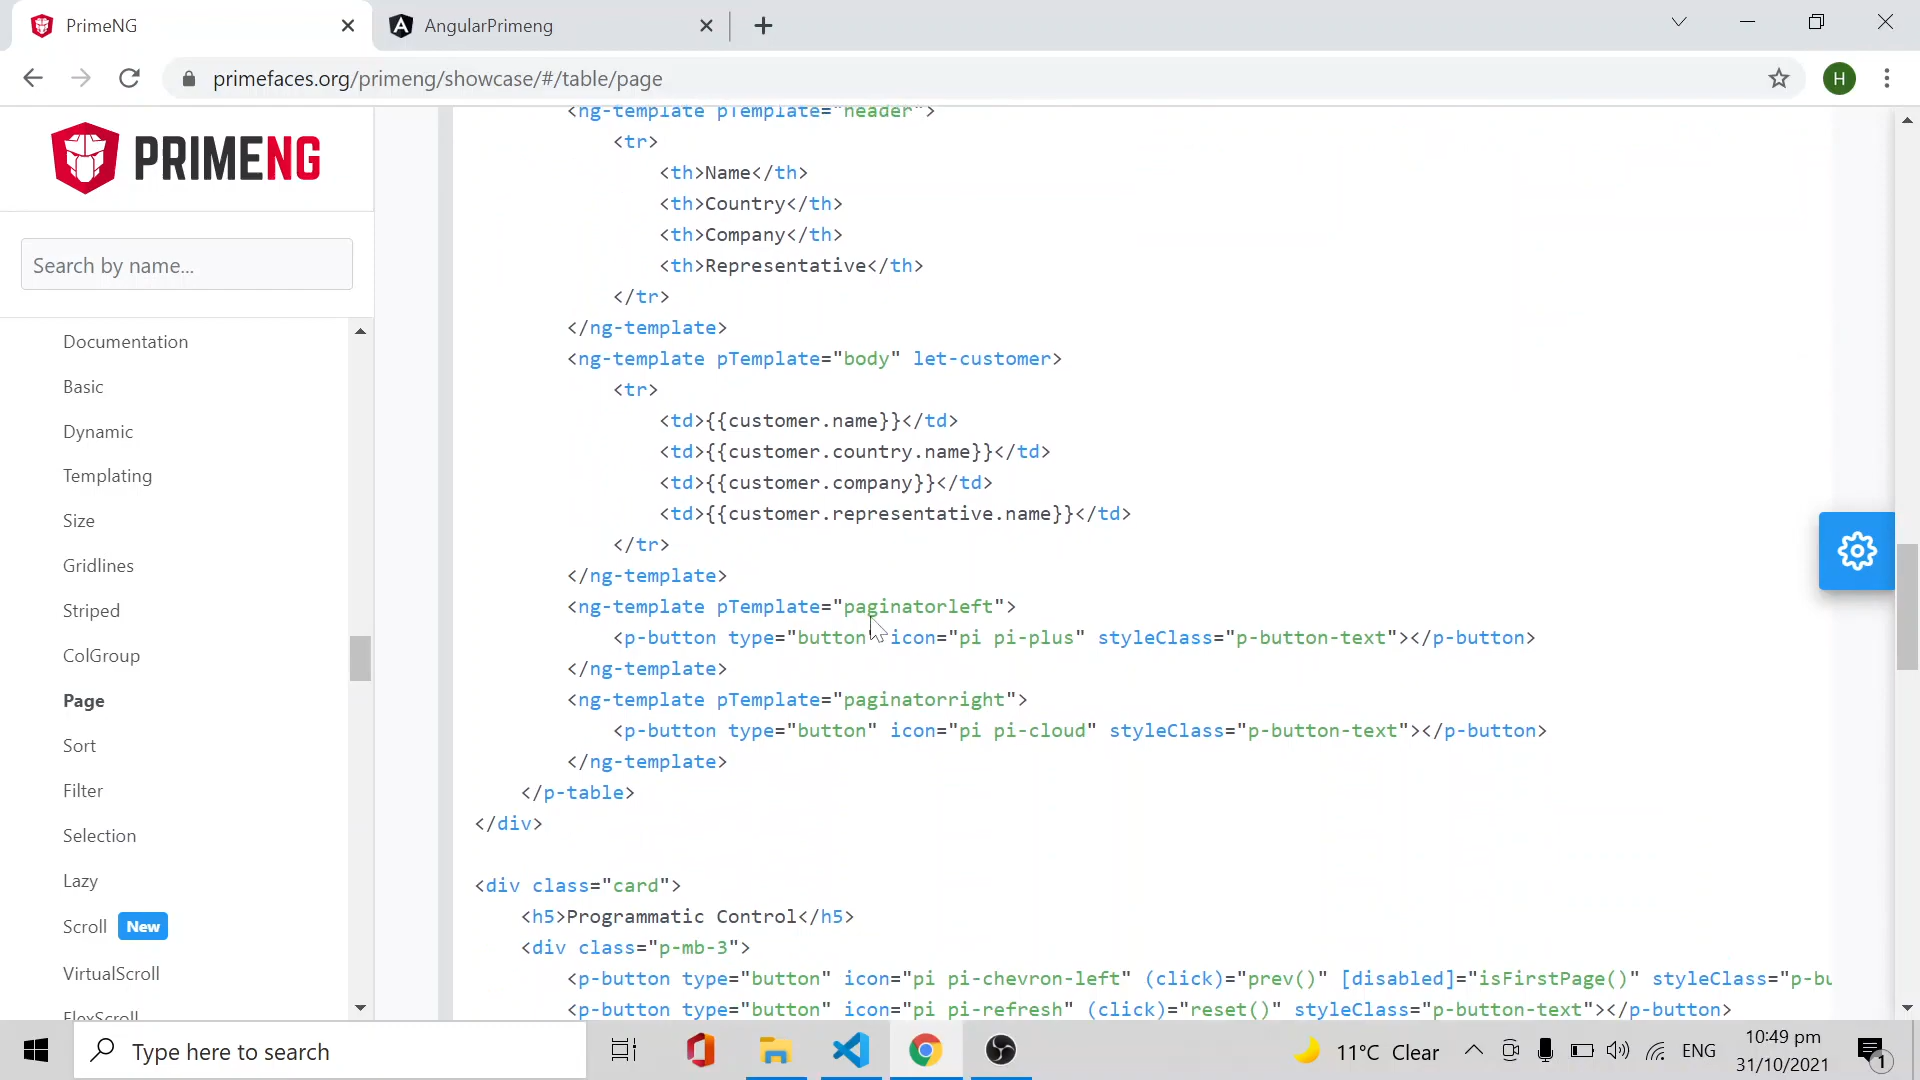 PrimeNG
AngularPrimeng
primefaces.org/primeng/showcase/#/table/page
H
PRIMENG
Search by name...
Documentation
Basic
Dynamic
Templating
Size
Gridlines
Striped
ColGroup
Page
Sort
Filter
Selection
Lazy
Scroll New
VirtualScroll
FlexScroll
<ng-template pTemplate="header">
<tr>
<th>Name</th>
<th>Country</th>
<th>Company</th>
<th>Representative</th>
</tr>
</ng-template>
<ng-template pTemplate="body" let-customer>
<tr>
<td>{{customer.name}}</td>
<td>{{customer.country.name}}</td>
<td>{{customer.company}}</td>
<td>{{customer.representative.name}}</td>
</tr>
</ng-template>
<ng-template pTemplate="paginatorleft">
<p-button type="button" icon="pi pi-plus" styleClass="p-button-text"></p-button>
</ng-template>
<ng-template pTemplate="paginatorright">
<p-button type="button" icon="pi pi-cloud" styleClass="p-button-text"></p-button>
</ng-template>
</p-table>
</div>
<div class="card">
<h5>Programmatic Control</h5>
<div class="p-mb-3">
<p-button type="button" icon="pi pi-chevron-left" (click)="prev()" [disabled]="isFirstPage()" styleClass="p-bu
<p-button type="button" icon="pi pi-refresh" (click)="reset()" styleClass="p-button-text"></p-button>
Type here to search
11°C Clear
ENG
10:49 pm
31/10/2021
1